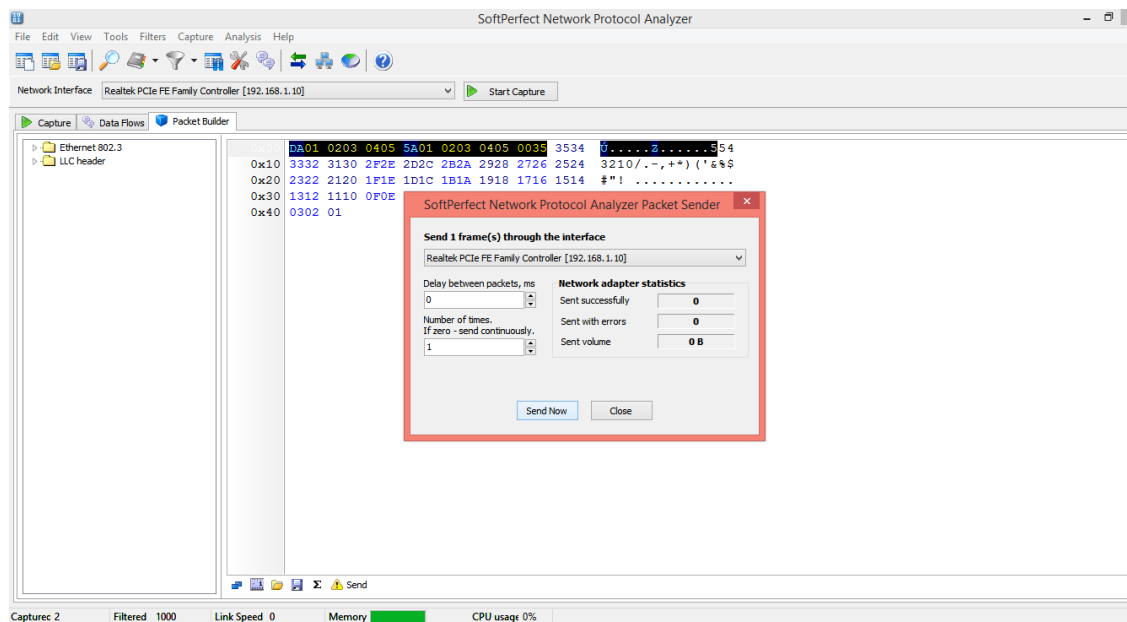 SoftPerfect Network Protocol Analyzer
File Edit View Tools Filters Capture Analysis Help
Network Interface Realtek PCIe FE Family Controller [192.168.1.10] Start Capture
Capture Data Flows Packet Builder
Ethernet 802.3
LLC header
0x00 DA01 0203 0405 5A01 0203 0405 0035 3534 Ú.....Z......554
0x10 3332 3130 2F2E 2D2C 2B2A 2928 2726 2524 3210/.-,+*)('&%$
0x20 2322 2120 1F1E 1D1C 1B1A 1918 1716 1514 #"! ............
0x30 1312 1110 0F0E
0x40 0302 01
SoftPerfect Network Protocol Analyzer Packet Sender
Send 1 frame(s) through the interface
Realtek PCIe FE Family Controller [192.168.1.10]
Delay between packets, ms
0
Number of times.
If zero - send continuously.
1
Network adapter statistics
Sent successfully 0
Sent with errors 0
Sent volume 0 B
Send Now Close
Σ Send
Capturec 2 Filtered 1000 Link Speed 0 Memory CPU usage 0%